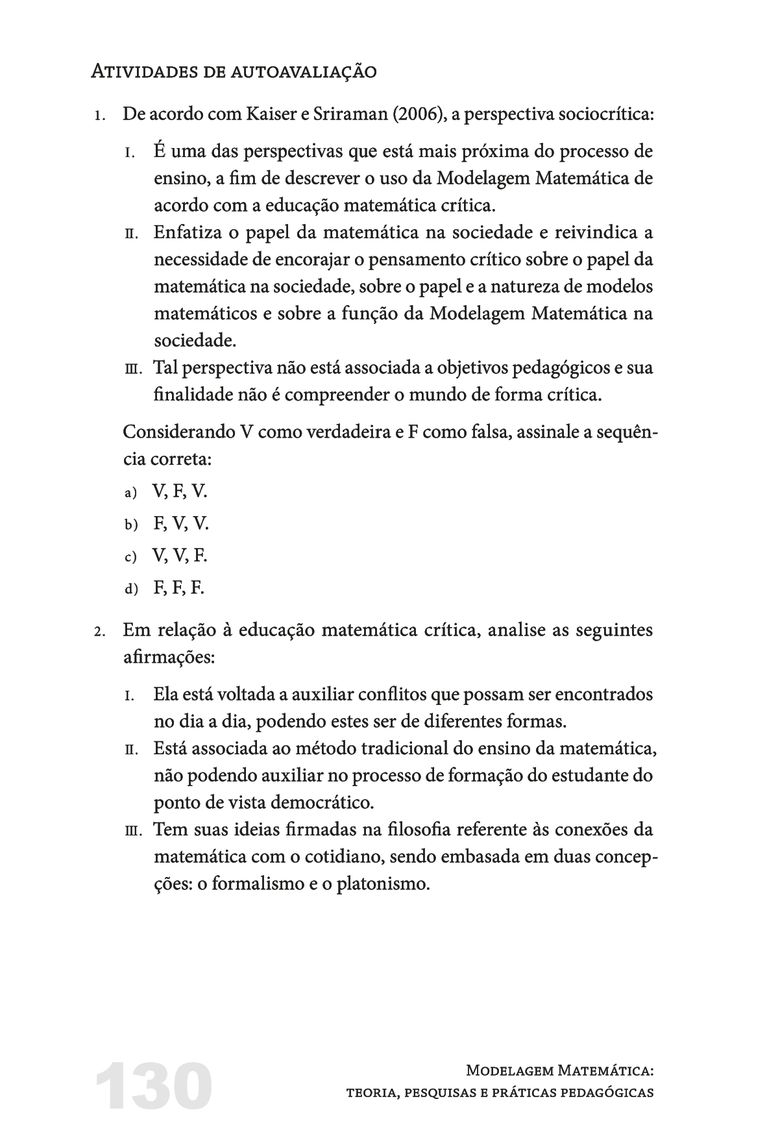 Atividades de autoavaliação
1. De acordo com Kaiser e Sriraman (2006), a perspectiva sociocrítica:
I. É uma das perspectivas que está mais próxima do processo de
ensino, a fim de descrever o uso da Modelagem Matemática de
acordo com a educação matemática crítica.
II. Enfatiza o papel da matemática na sociedade e reivindica a
necessidade de encorajar o pensamento crítico sobre o papel da
matemática na sociedade, sobre o papel e a natureza de modelos
matemáticos e sobre a função da Modelagem Matemática na
sociedade.
III. Tal perspectiva não está associada a objetivos pedagógicos e sua
finalidade não é compreender o mundo de forma crítica.
Considerando V como verdadeira e F como falsa, assinale a sequên-
cia correta:
a) V, F, V.
b) F, V, V.
c) V, V, F.
d) F, F, F.
2. Em relação à educação matemática crítica, analise as seguintes
afirmações:
I. Ela está voltada a auxiliar conflitos que possam ser encontrados
no dia a dia, podendo estes ser de diferentes formas.
II. Está associada ao método tradicional do ensino da matemática,
não podendo auxiliar no processo de formação do estudante do
ponto de vista democrático.
III. Tem suas ideias firmadas na filosofia referente às conexões da
matemática com o cotidiano, sendo embasada em duas concep-
ções: o formalismo e o platonismo.
130
Modelagem Matemática:
teoria, pesquisas e práticas pedagógicas